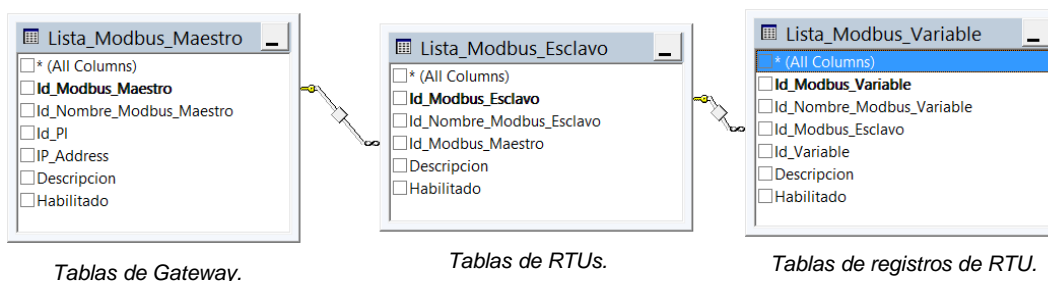 Lista_Modbus_Maestro
* (All Columns)
Id_Modbus_Maestro
Id_Nombre_Modbus_Maestro
Id_PI
IP_Address
Descripcion
Habilitado
Tablas de Gateway.
Lista_Modbus_Esclavo
* (All Columns)
Id_Modbus_Esclavo
Id_Nombre_Modbus_Esclavo
Id_Modbus_Maestro
Descripcion
Habilitado
Tablas de RTUs.
Lista_Modbus_Variable
* (All Columns)
Id_Modbus_Variable
Id_Nombre_Modbus_Variable
Id_Modbus_Esclavo
Id_Variable
Descripcion
Habilitado
Tablas de registros de RTU.